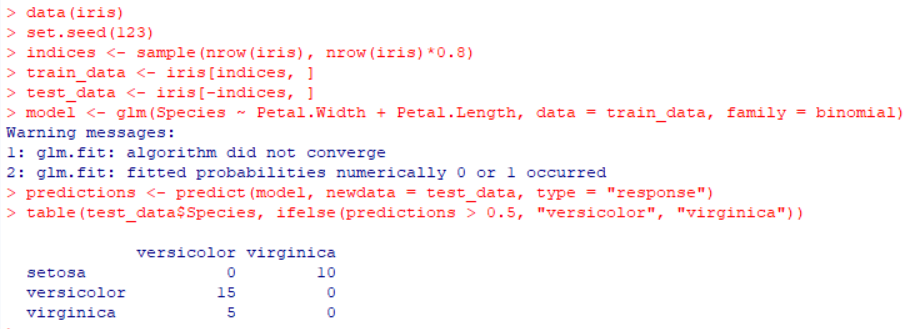 > data(iris)
> set.seed(123)
> indices <- sample(nrow(iris), nrow(iris)*0.8)
> train_data <- iris[indices, ]
> test_data <- iris[-indices, ]
> model <- glm(Species ~ Petal.Width + Petal.Length, data = train_data, family = binomial)
Warning messages:
1: glm.fit: algorithm did not converge
2: glm.fit: fitted probabilities numerically 0 or 1 occurred
> predictions <- predict(model, newdata = test_data, type = "response")
> table(test_data$Species, ifelse(predictions > 0.5, "versicolor", "virginica"))
versicolor virginica
setosa 0 10
versicolor 15 0
virginica 5 0